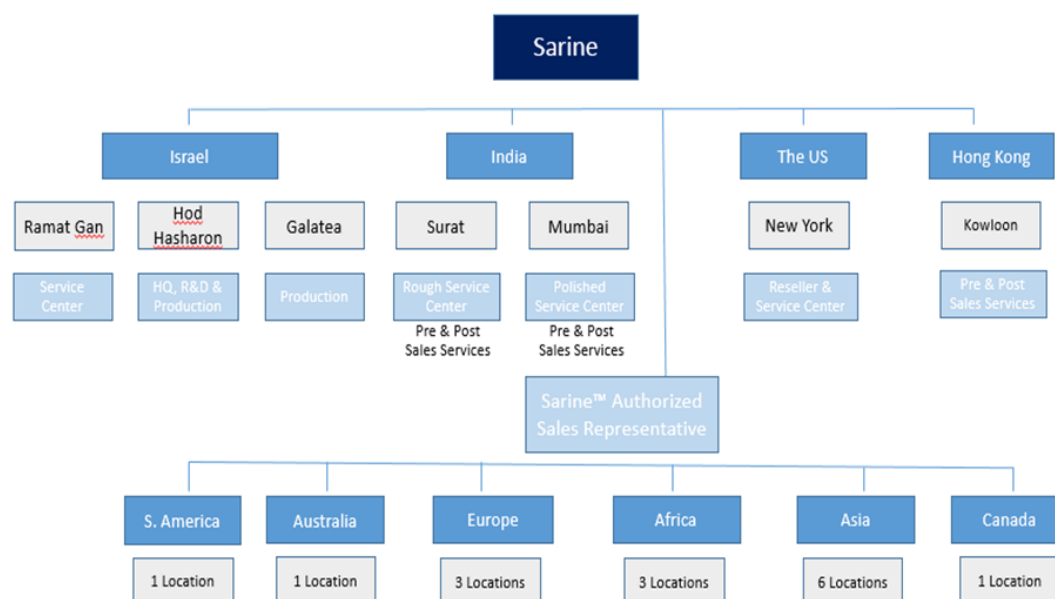 Sarine
Israel
India
The US
Hong Kong
Ramat Gan
Hod
Hasharon
Galatea
Surat
Mumbai
New York
Kowloon
Service
Center
HQ, R&D &
Production
Production
Rough Service
Center
Polished
Service Center
Reseller &
Service Center
Pre & Post
Sales Services
Pre & Post
Sales Services
Pre & Post
Sales Services
Sarine™ Authorized
Sales Representative
S. America
Australia
Europe
Africa
Asia
Canada
1 Location
1 Location
3 Locations
3 Locations
6 Locations
1 Location